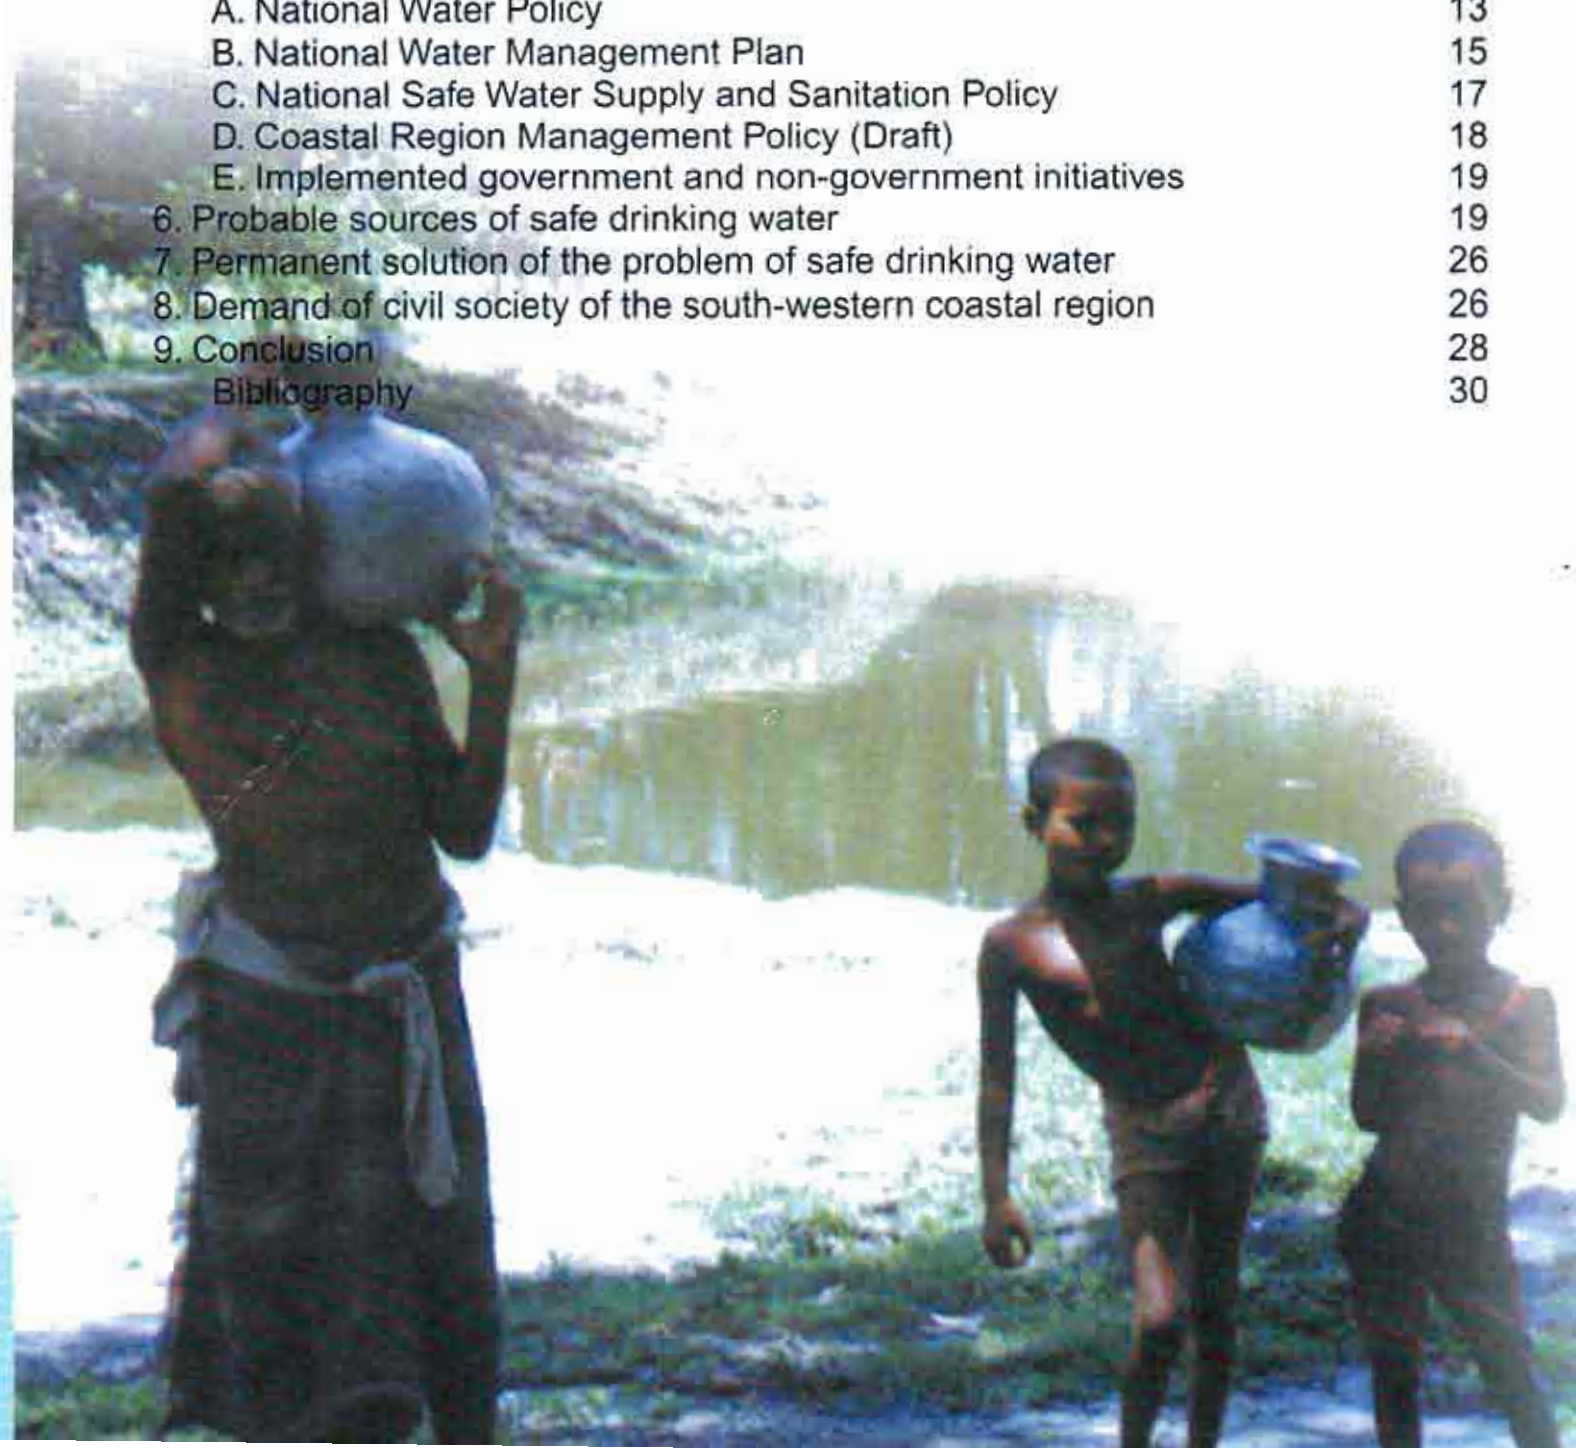 A. National Water Policy 13
B. National Water Management Plan 15
C. National Safe Water Supply and Sanitation Policy 17
D. Coastal Region Management Policy (Draft) 18
E. Implemented government and non-government initiatives 19
6. Probable sources of safe drinking water 19
7. Permanent solution of the problem of safe drinking water 26
8. Demand of civil society of the south-western coastal region 26
9. Conclusion 28
Bibliography 30